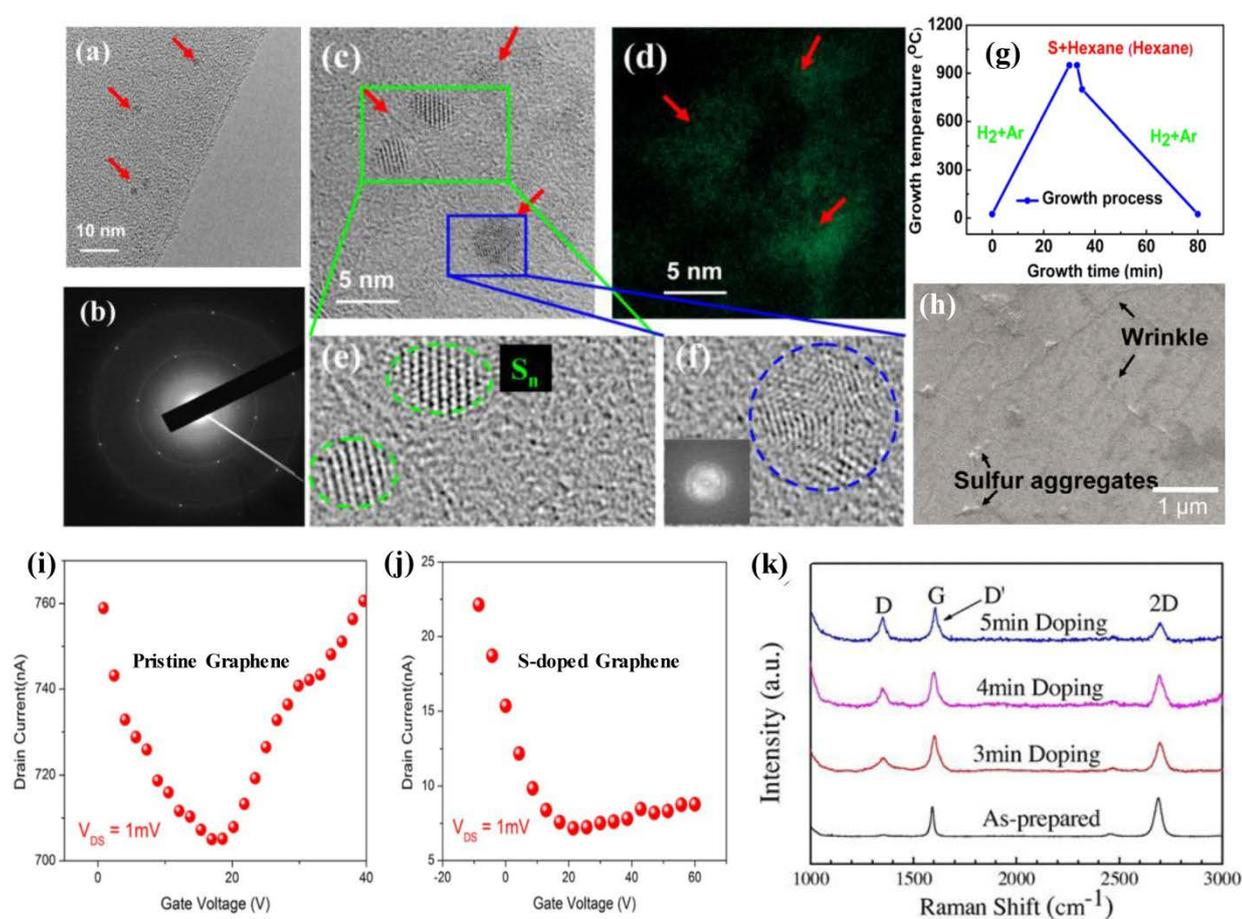 (a)
10 nm
(b)
(c)
5 nm
(d)
5 nm
(e)
Sn
(f)
(g)
Growth temperature (°C)
1200
900
600
300
0
S+Hexane (Hexane)
H2+Ar
H2+Ar
Growth process
0 20 40 60 80
Growth time (min)
(h)
Wrinkle
Sulfur aggregates
1 µm
(i)
Drain Current(nA)
760
740
720
700
Pristine Graphene
VDS = 1mV
0 20 40
Gate Voltage (V)
(j)
Drain Current(nA)
25
20
15
10
5
S-doped Graphene
VDS = 1mV
-20 0 20 40 60
Gate Voltage (V)
(k)
Intensity (a.u.)
D G D' 2D
5min Doping
4min Doping
3min Doping
As-prepared
1000 1500 2000 2500 3000
Raman Shift (cm-1)